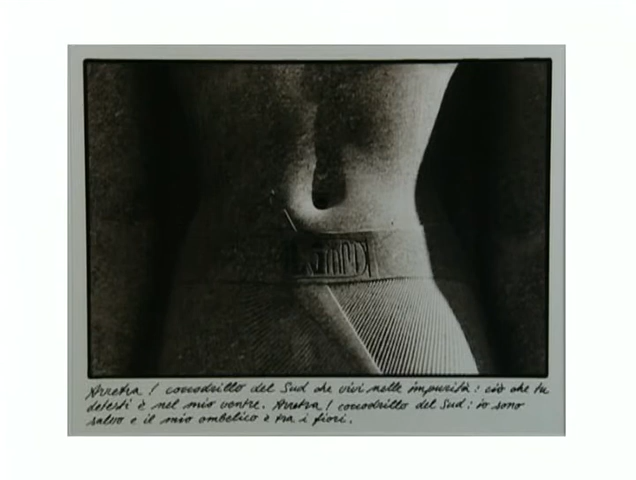 Arretra! coccodrillo del Sud che vivi nelle impurità: ciò che tu
detesti è nel mio ventre. Arretra! coccodrillo del Sud: io sono
salvo e il mio ombelico è tra i fiori.